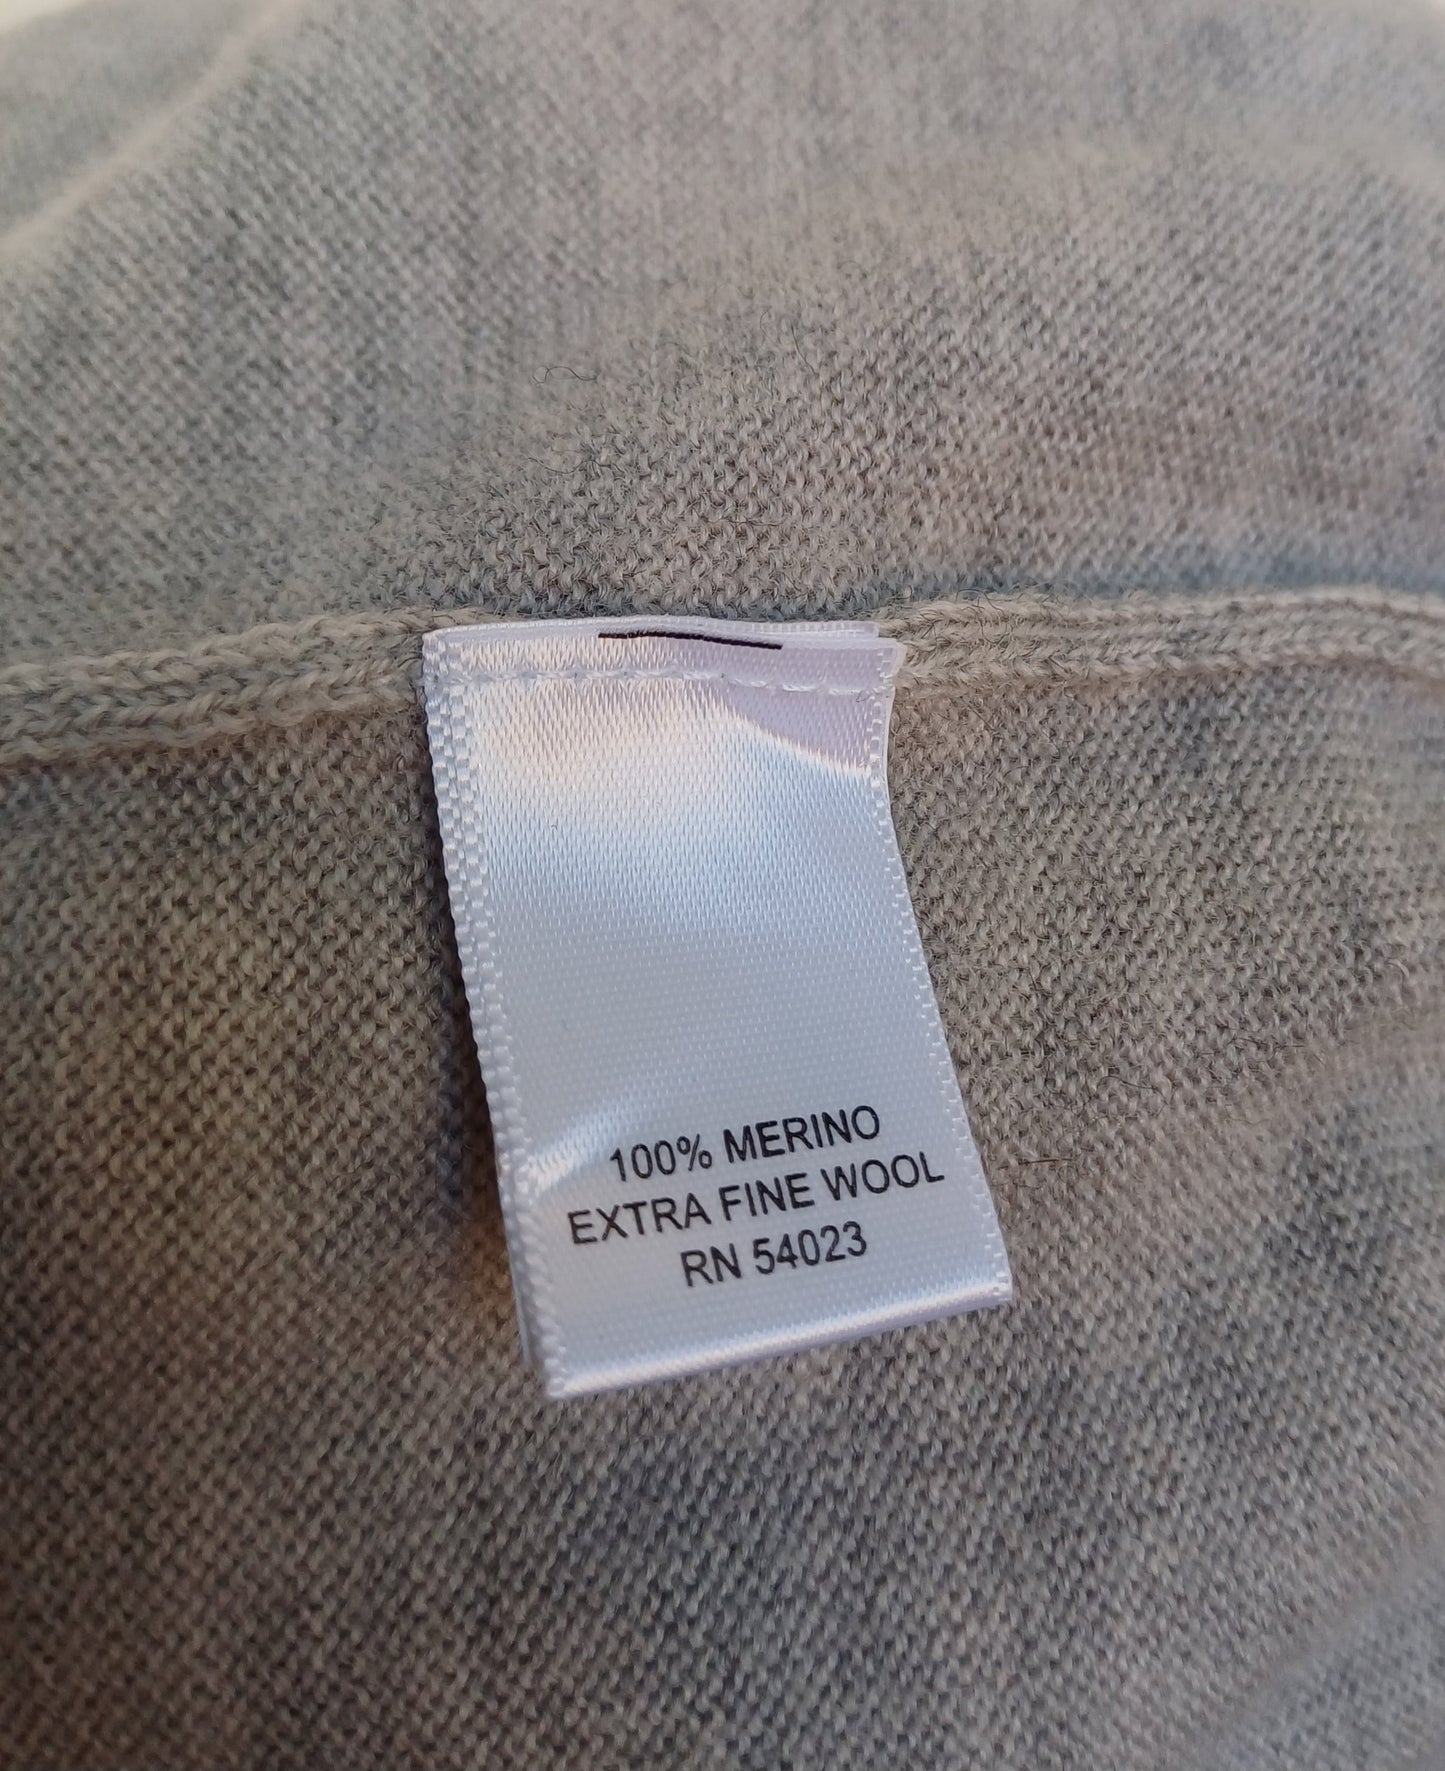 100% MERINO
EXTRA FINE WOOL
RN 54023